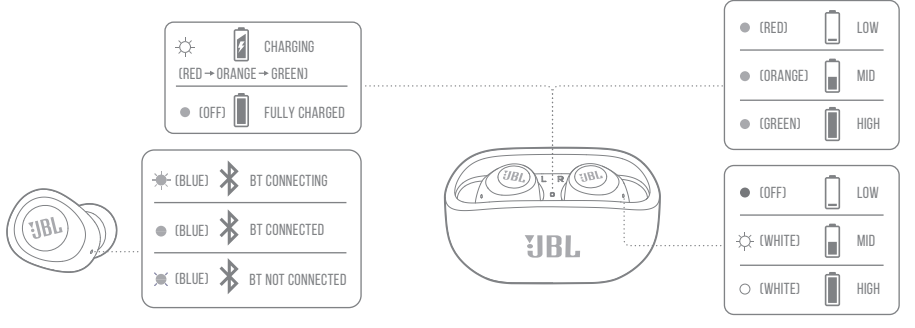 CHARGING
(RED → ORANGE → GREEN)
(OFF) FULLY CHARGED
(BLUE) BT CONNECTING
(BLUE) BT CONNECTED
(BLUE) BT NOT CONNECTED
JBL
JBL L R JBL
JBL
(RED) LOW
(ORANGE) MID
(GREEN) HIGH
(OFF) LOW
(WHITE) MID
(WHITE) HIGH